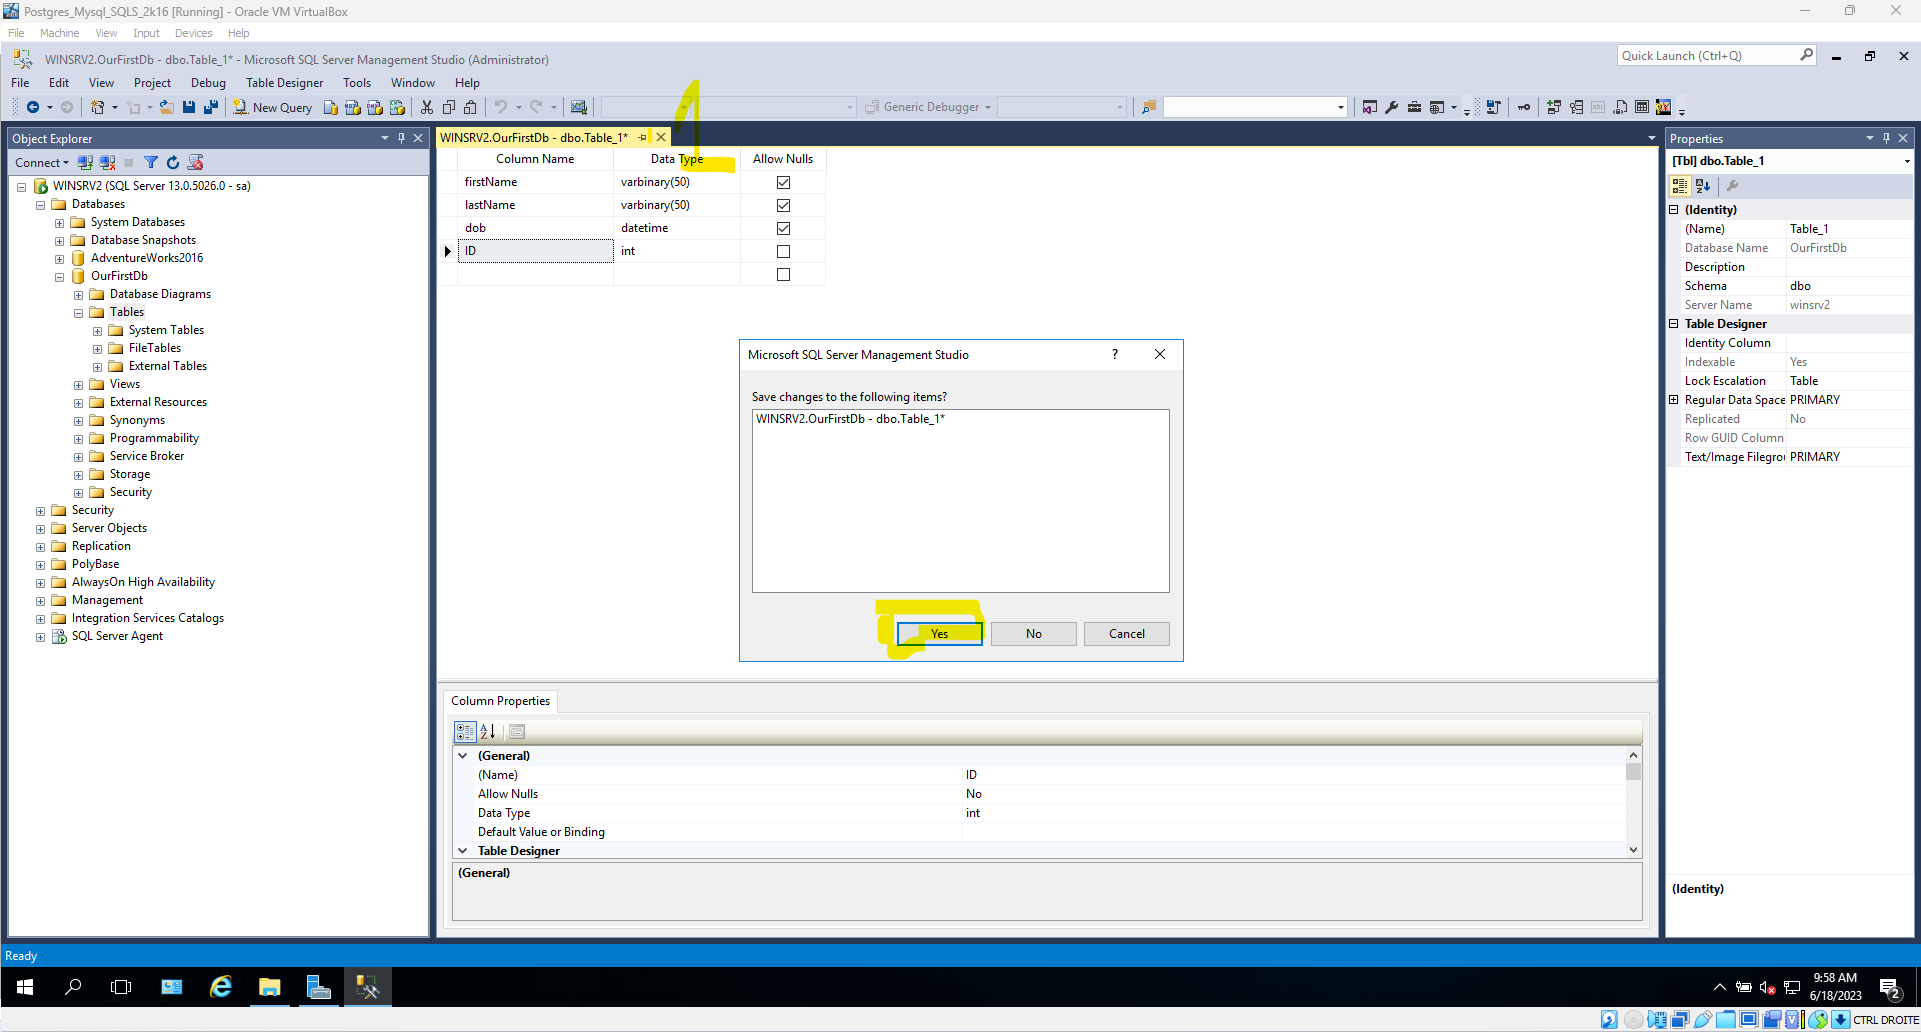 Postgres_Mysql_SQLS_2k16 [Running] - Oracle VM VirtualBox
File Machine View Input Devices Help
WINSRV2.OurFirstDb - dbo.Table_1* - Microsoft SQL Server Management Studio (Administrator)
Quick Launch (Ctrl+Q)
File Edit View Project Debug Table Designer Tools Window Help
New Query
Generic Debugger
Object Explorer
Connect
WINSRV2 (SQL Server 13.0.5026.0 - sa)
Databases
System Databases
Database Snapshots
AdventureWorks2016
OurFirstDb
Database Diagrams
Tables
System Tables
FileTables
External Tables
Views
External Resources
Synonyms
Programmability
Service Broker
Storage
Security
Security
Server Objects
Replication
PolyBase
AlwaysOn High Availability
Management
Integration Services Catalogs
SQL Server Agent
WINSRV2.OurFirstDb - dbo.Table_1*
1
Column Name Data Type Allow Nulls
firstName varbinary(50)
lastName varbinary(50)
dob datetime
ID int
Microsoft SQL Server Management Studio ?
Save changes to the following items?
WINSRV2.OurFirstDb - dbo.Table_1*
Yes No Cancel
Column Properties
(General)
(Name) ID
Allow Nulls No
Data Type int
Default Value or Binding
Table Designer
(General)
Properties
[Tbl] dbo.Table_1
(Identity)
(Name) Table_1
Database Name OurFirstDb
Description
Schema dbo
Server Name winsrv2
Table Designer
Identity Column
Indexable Yes
Lock Escalation Table
Regular Data Space PRIMARY
Replicated No
Row GUID Column
Text/Image Filegrou PRIMARY
(Identity)
Ready
9:58 AM
6/18/2023
2
CTRL DROITE